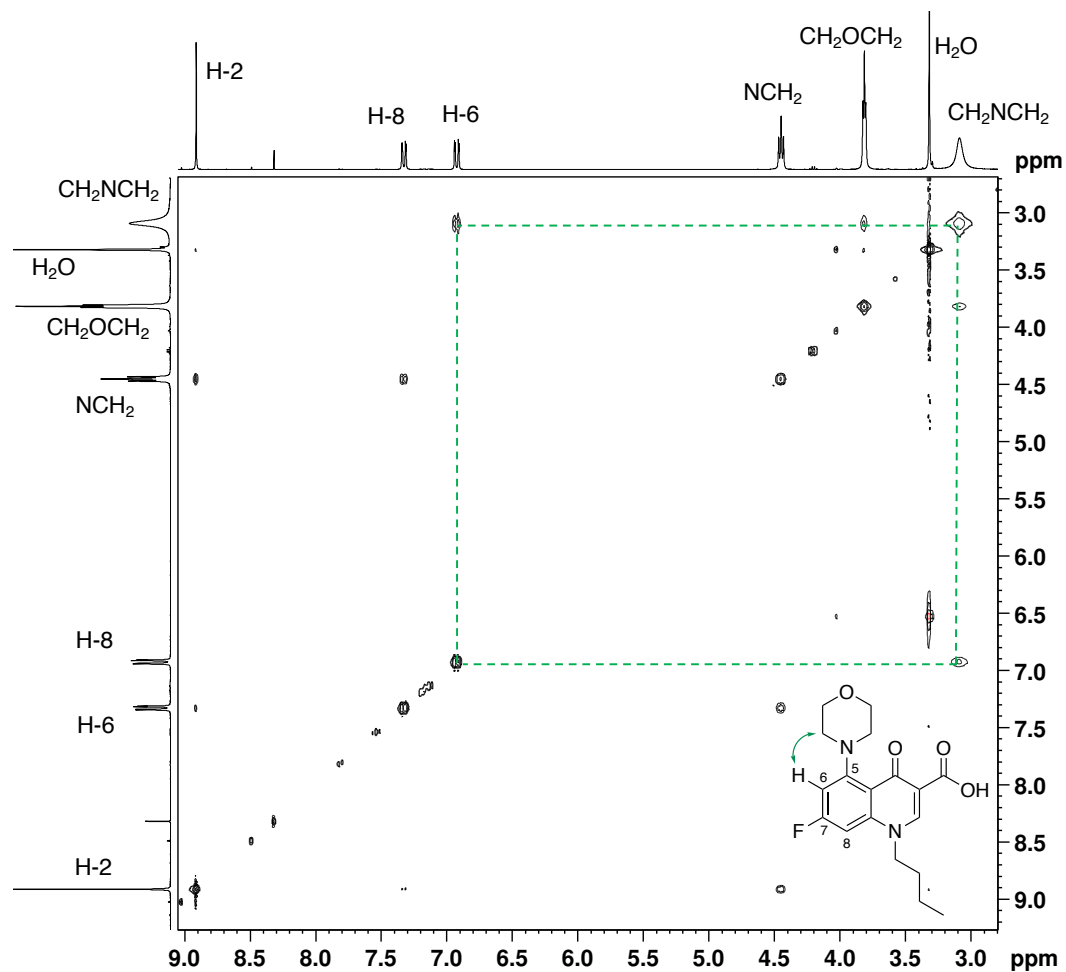 H-2
H-8
H-6
NCH₂
CH₂OCH₂
H₂O
CH₂NCH₂
ppm
CH₂NCH₂
H₂O
CH₂OCH₂
NCH₂
H-8
H-6
H-2
3.0
3.5
4.0
4.5
5.0
5.5
6.0
6.5
7.0
7.5
8.0
8.5
9.0
O
N
O
O
OH
H
6
5
F
7
8
N
9.0 8.5 8.0 7.5 7.0 6.5 6.0 5.5 5.0 4.5 4.0 3.5 3.0 ppm